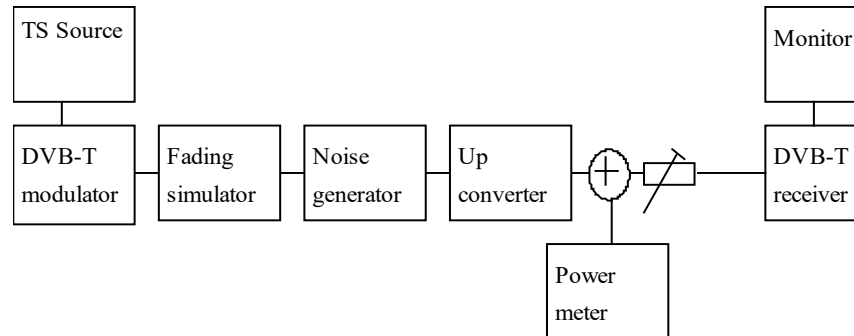 TS Source
Monitor
DVB-T
modulator
Fading
simulator
Noise
generator
Up
converter
+
DVB-T
receiver
Power
meter